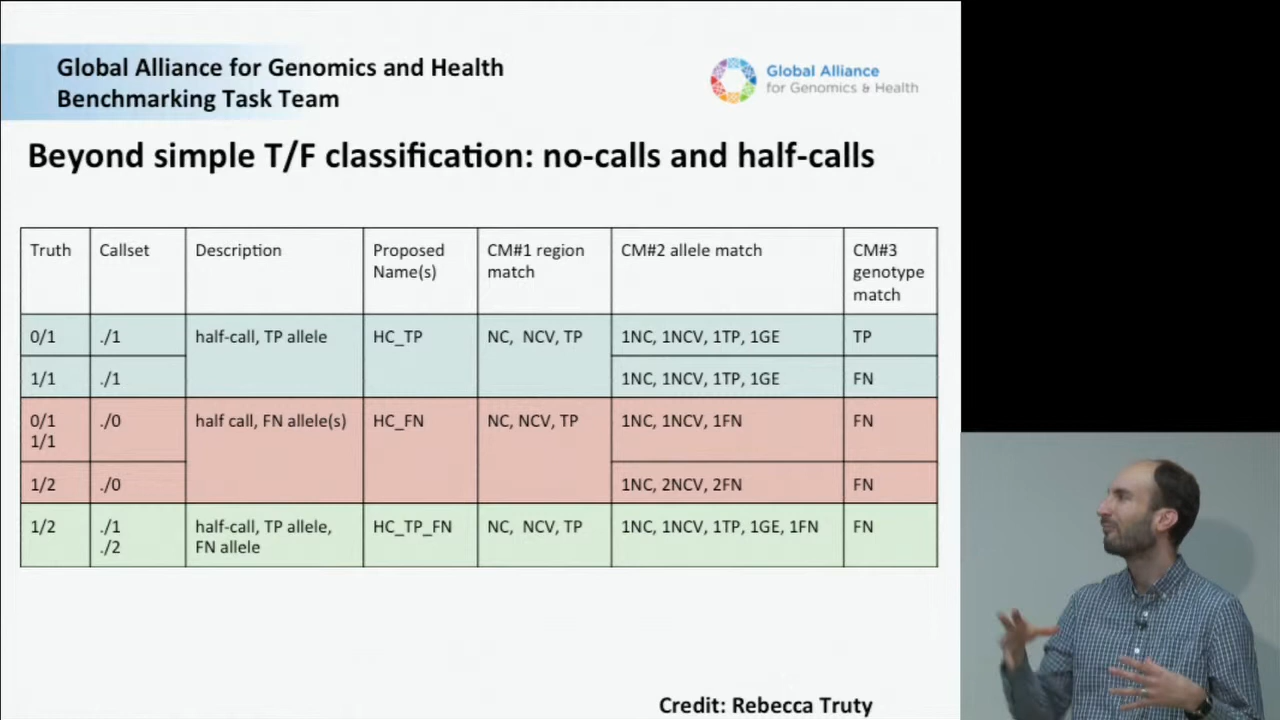 Global Alliance for Genomics and Health
Benchmarking Task Team
Global Alliance
for Genomics & Health
Beyond simple T/F classification: no-calls and half-calls
Truth Callset Description Proposed Name(s) CM#1 region match CM#2 allele match CM#3 genotype match
0/1 ./1 half-call, TP allele HC_TP NC, NCV, TP 1NC, 1NCV, 1TP, 1GE TP
1/1 ./1 1NC, 1NCV, 1TP, 1GE FN
0/1 1/1 ./0 half call, FN allele(s) HC_FN NC, NCV, TP 1NC, 1NCV, 1FN FN
1/2 ./0 1NC, 2NCV, 2FN FN
1/2 ./1 ./2 half-call, TP allele, FN allele HC_TP_FN NC, NCV, TP 1NC, 1NCV, 1TP, 1GE, 1FN FN
Credit: Rebecca Truty